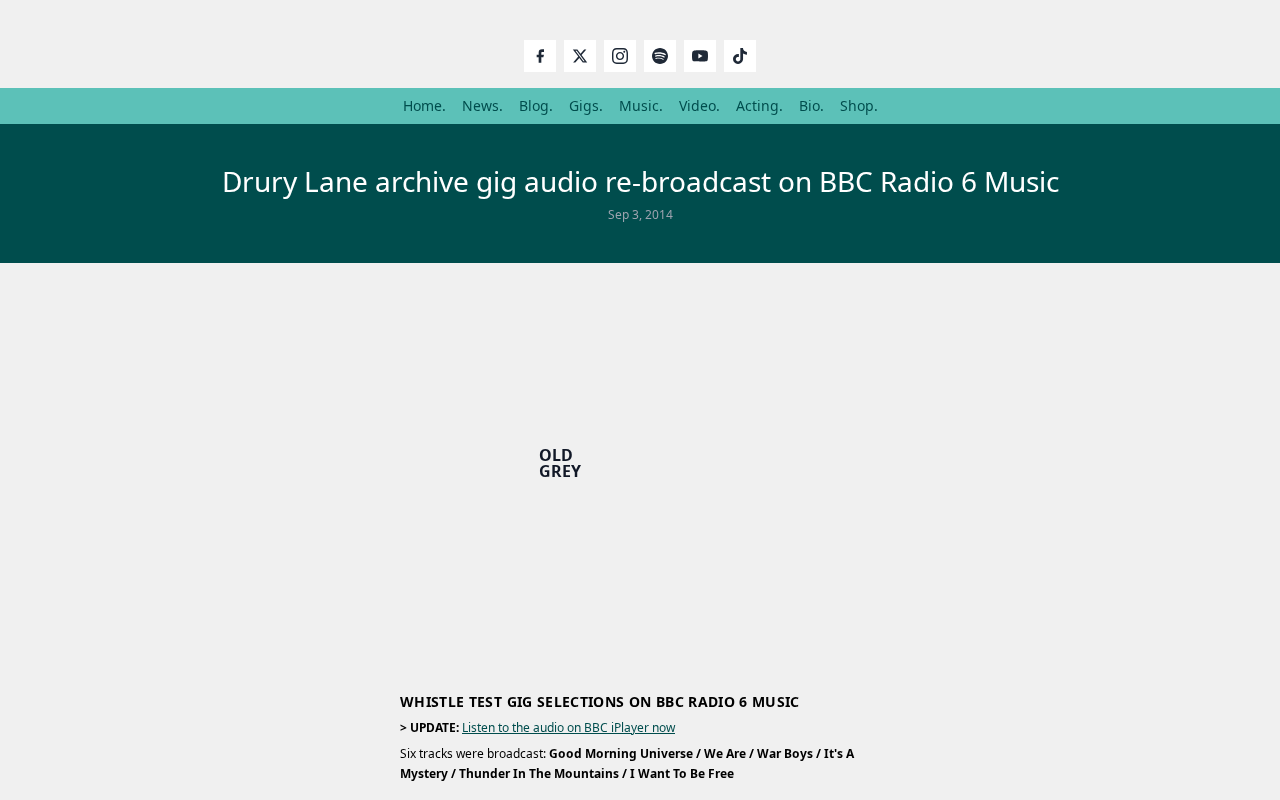 Home. News. Blog. Gigs. Music. Video. Acting. Bio. Shop.
Drury Lane archive gig audio re-broadcast on BBC Radio 6 Music
Sep 3, 2014
OLD
GREY
WHISTLE TEST GIG SELECTIONS ON BBC RADIO 6 MUSIC
> UPDATE: Listen to the audio on BBC iPlayer now
Six tracks were broadcast: Good Morning Universe / We Are / War Boys / It's A
Mystery / Thunder In The Mountains / I Want To Be Free